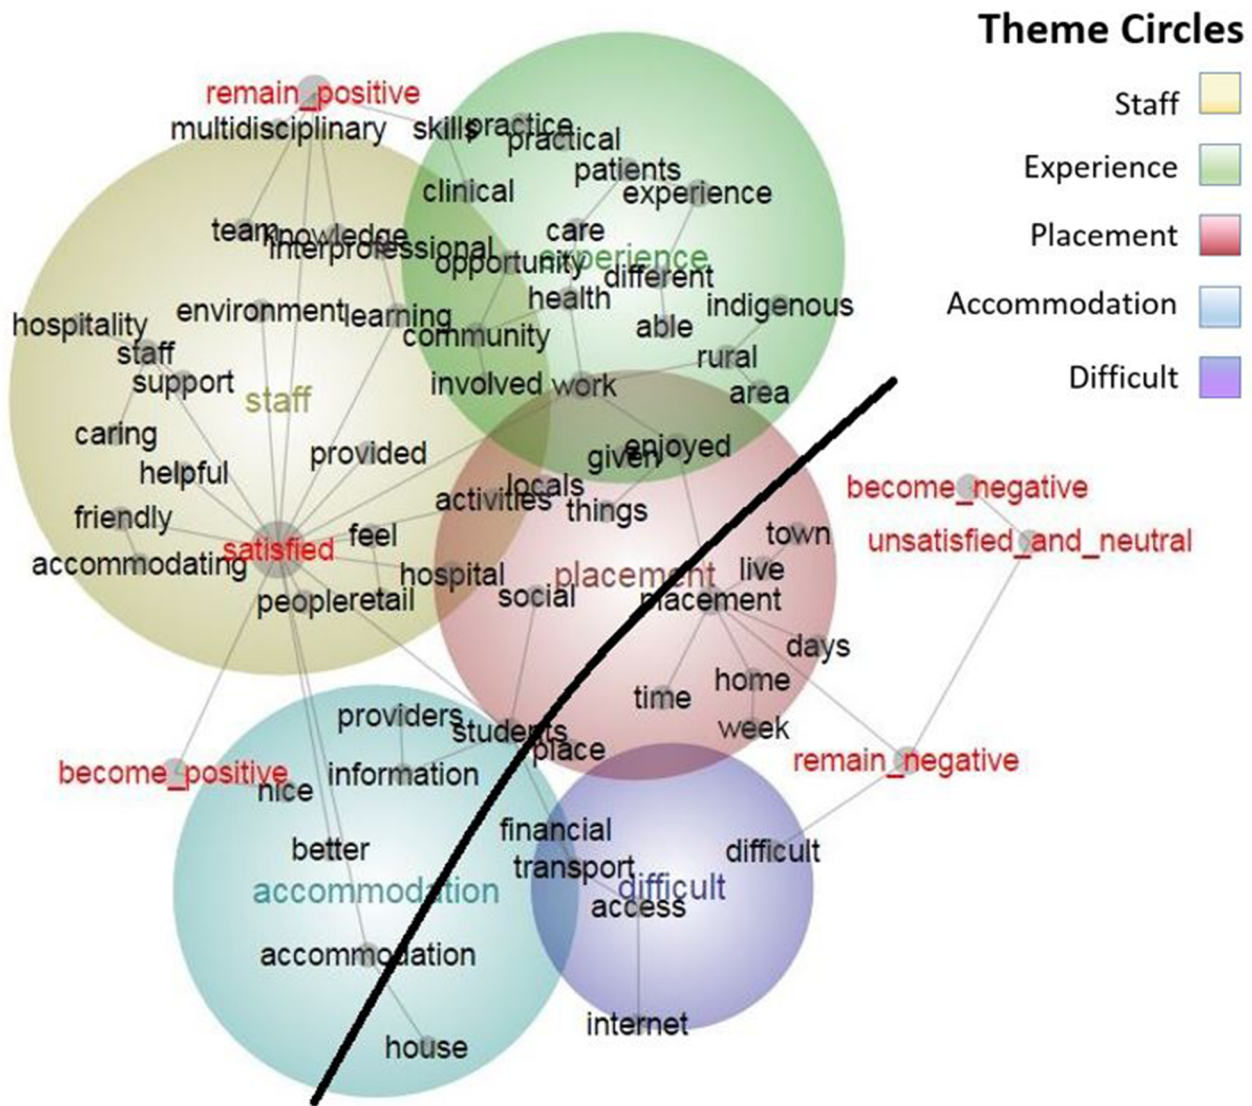 Theme Circles
Staff
Experience
Placement
Accommodation
Difficult
remain_positive
multidisciplinary
skills
practice
practical
patients
clinical
experience
team
knowledge
interprofessional
care
opportunity
experience
different
health
indigenous
hospitality
environment
learning
community
able
staff
rural
support
involved
work
area
staff
caring
provided
given
enjoyed
helpful
activities
locals
things
become_negative
friendly
satisfied
feel
town
unsatisfied_and_neutral
accommodating
hospital
placement
live
people
retail
social
placement
days
time
home
providers
students
week
place
become_positive
nice
information
remain_negative
better
financial
transport
difficult
accommodation
difficult
access
accommodation
internet
house